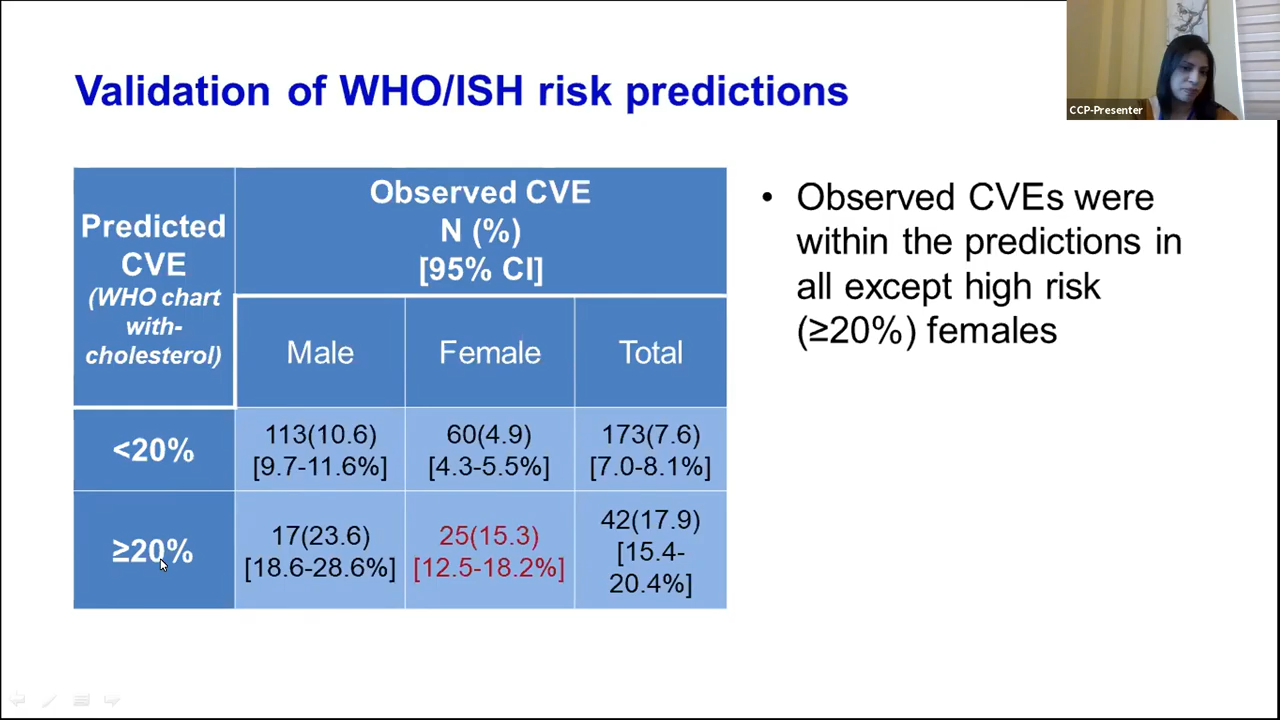 Validation of WHO/ISH risk predictions
CCP-Presenter
Predicted
CVE
(WHO chart
with-
cholesterol)
Observed CVE
N (%)
[95% CI]
Male
Female
Total
<20%
113(10.6)
[9.7-11.6%]
60(4.9)
[4.3-5.5%]
173(7.6)
[7.0-8.1%]
≥20%
17(23.6)
[18.6-28.6%]
25(15.3)
[12.5-18.2%]
42(17.9)
[15.4-
20.4%]
• Observed CVEs were
within the predictions in
all except high risk
(≥20%) females